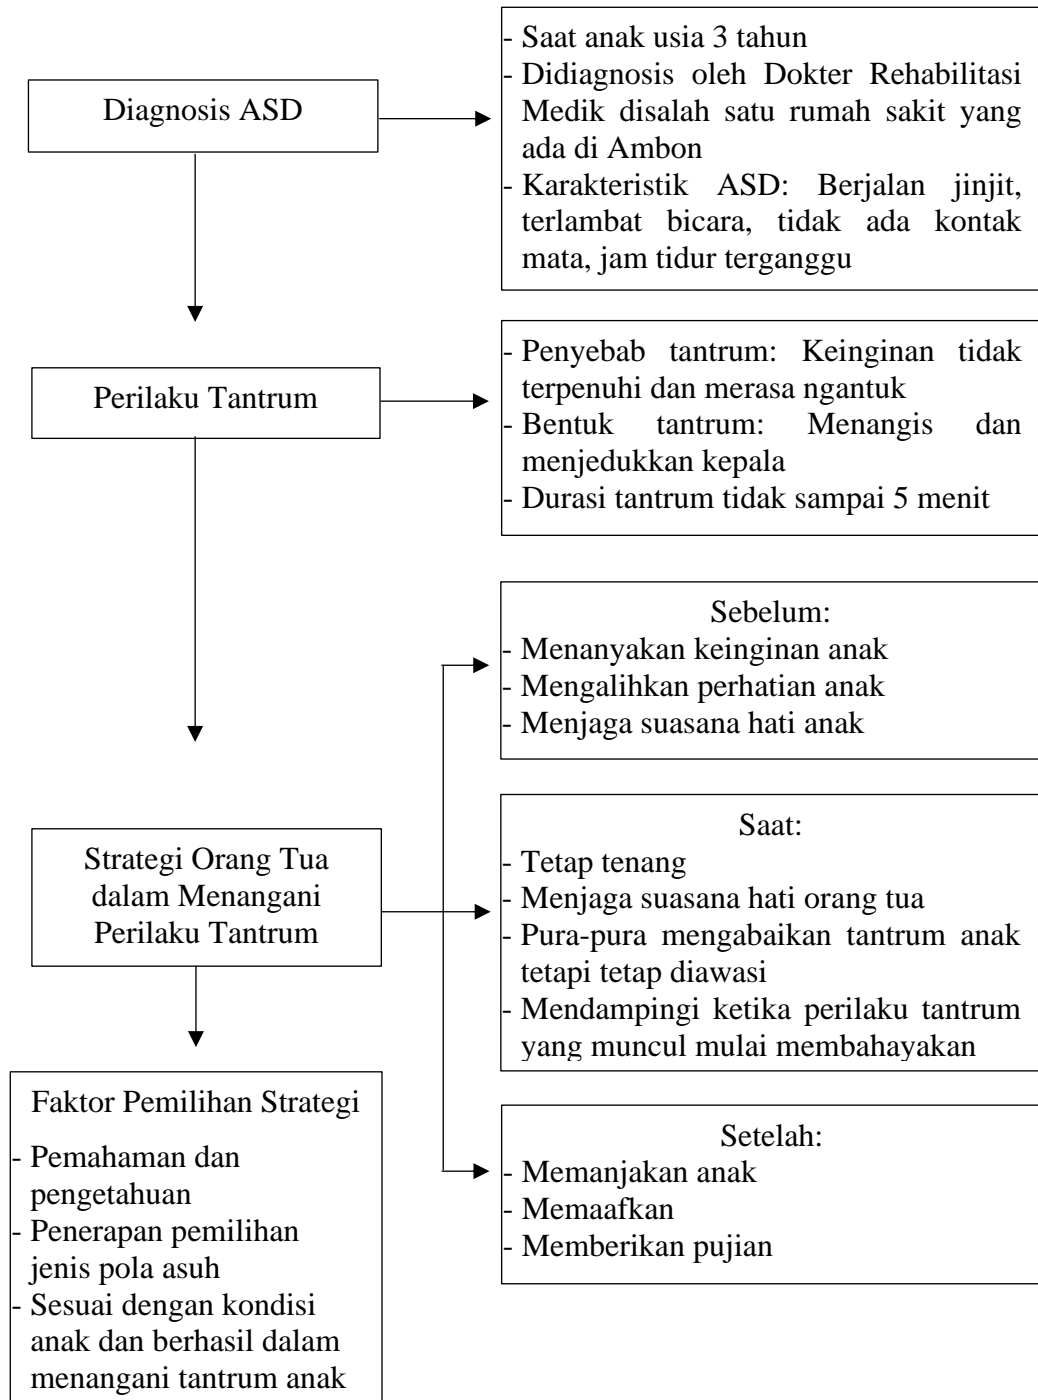 Diagnosis ASD
- Saat anak usia 3 tahun
- Didiagnosis oleh Dokter Rehabilitasi
Medik disalah satu rumah sakit yang
ada di Ambon
- Karakteristik ASD: Berjalan jinjit,
terlambat bicara, tidak ada kontak
mata, jam tidur terganggu
Perilaku Tantrum
- Penyebab tantrum: Keinginan tidak
terpenuhi dan merasa ngantuk
- Bentuk tantrum: Menangis dan
menjedukkan kepala
- Durasi tantrum tidak sampai 5 menit
Strategi Orang Tua
dalam Menangani
Perilaku Tantrum
Sebelum:
- Menanyakan keinginan anak
- Mengalihkan perhatian anak
- Menjaga suasana hati anak
Saat:
- Tetap tenang
- Menjaga suasana hati orang tua
- Pura-pura mengabaikan tantrum anak
tetapi tetap diawasi
- Mendampingi ketika perilaku tantrum
yang muncul mulai membahayakan
Setelah:
- Memanjakan anak
- Memaafkan
- Memberikan pujian
Faktor Pemilihan Strategi
- Pemahaman dan
pengetahuan
- Penerapan pemilihan
jenis pola asuh
- Sesuai dengan kondisi
anak dan berhasil dalam
menangani tantrum anak